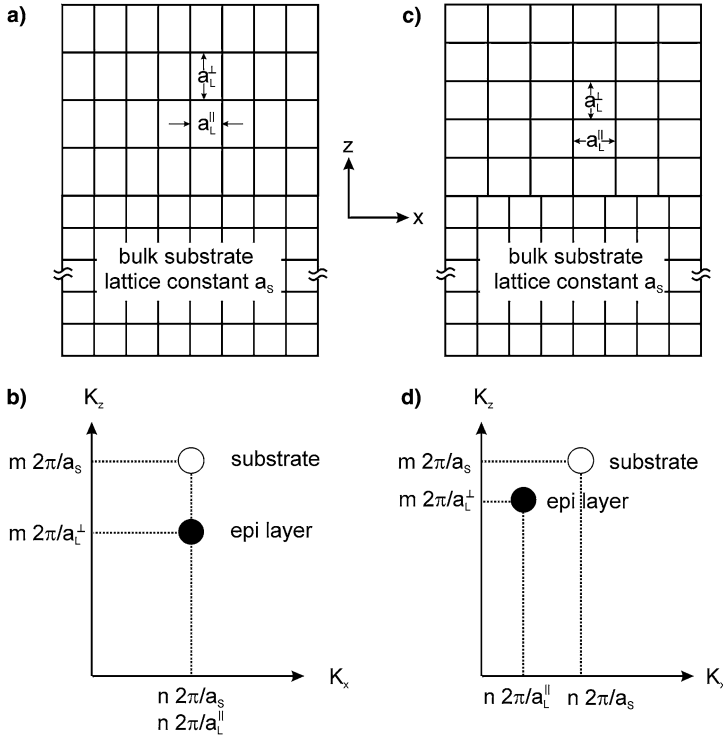 a)
a_L^⊥
a_L^||
bulk substrate
lattice constant a_s
z
x
c)
a_L^⊥
a_L^||
bulk substrate
lattice constant a_s
b)
K_z
m 2π/a_S
substrate
m 2π/a_L^⊥
epi layer
K_x
n 2π/a_S
n 2π/a_L^||
d)
K_z
m 2π/a_S
substrate
m 2π/a_L^⊥
epi layer
K_x
n 2π/a_L^||
n 2π/a_S